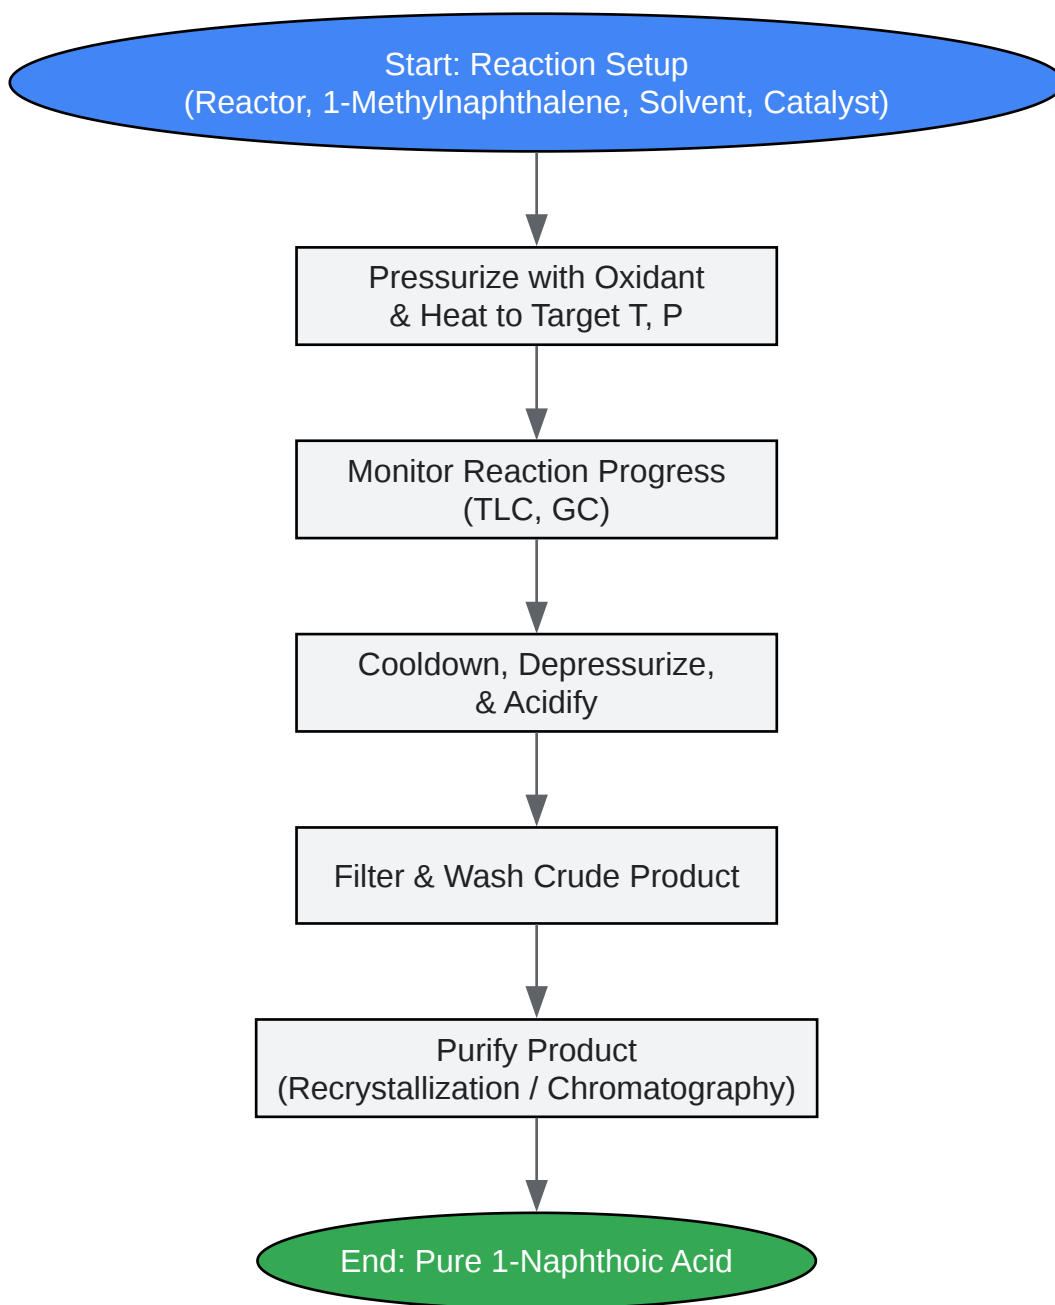 Start: Reaction Setup
(Reactor, 1-Methylnaphthalene, Solvent, Catalyst)
Pressurize with Oxidant
& Heat to Target T, P
Monitor Reaction Progress
(TLC, GC)
Cooldown, Depressurize,
& Acidify
Filter & Wash Crude Product
Purify Product
(Recrystallization / Chromatography)
End: Pure 1-Naphthoic Acid